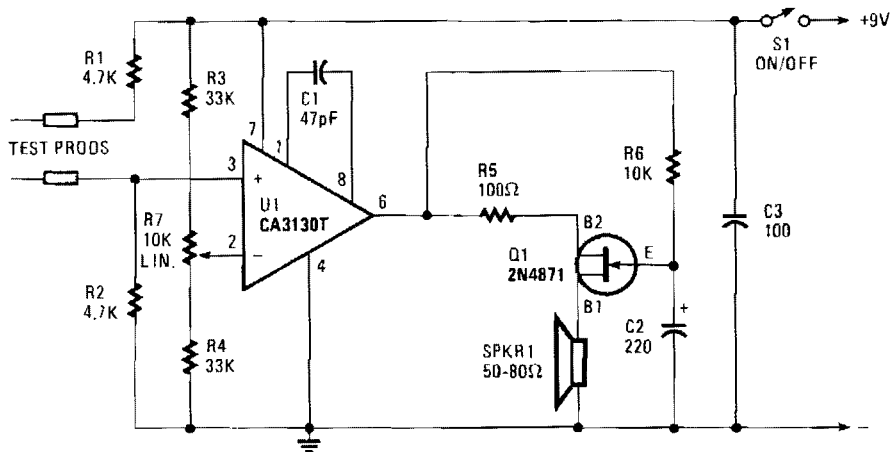 R1
4.7K
TEST PRODS
R3
33K
R7
10K
LIN.
R2
4.7K
R4
33K
7
1
C1
47pF
8
3
+
U1
CA3130T
2
−
4
6
R5
100Ω
B2
Q1
2N4871
E
B1
SPKR1
50-80Ω
R6
10K
C2
220
+
C3
100
S1
ON/OFF
+9V
−